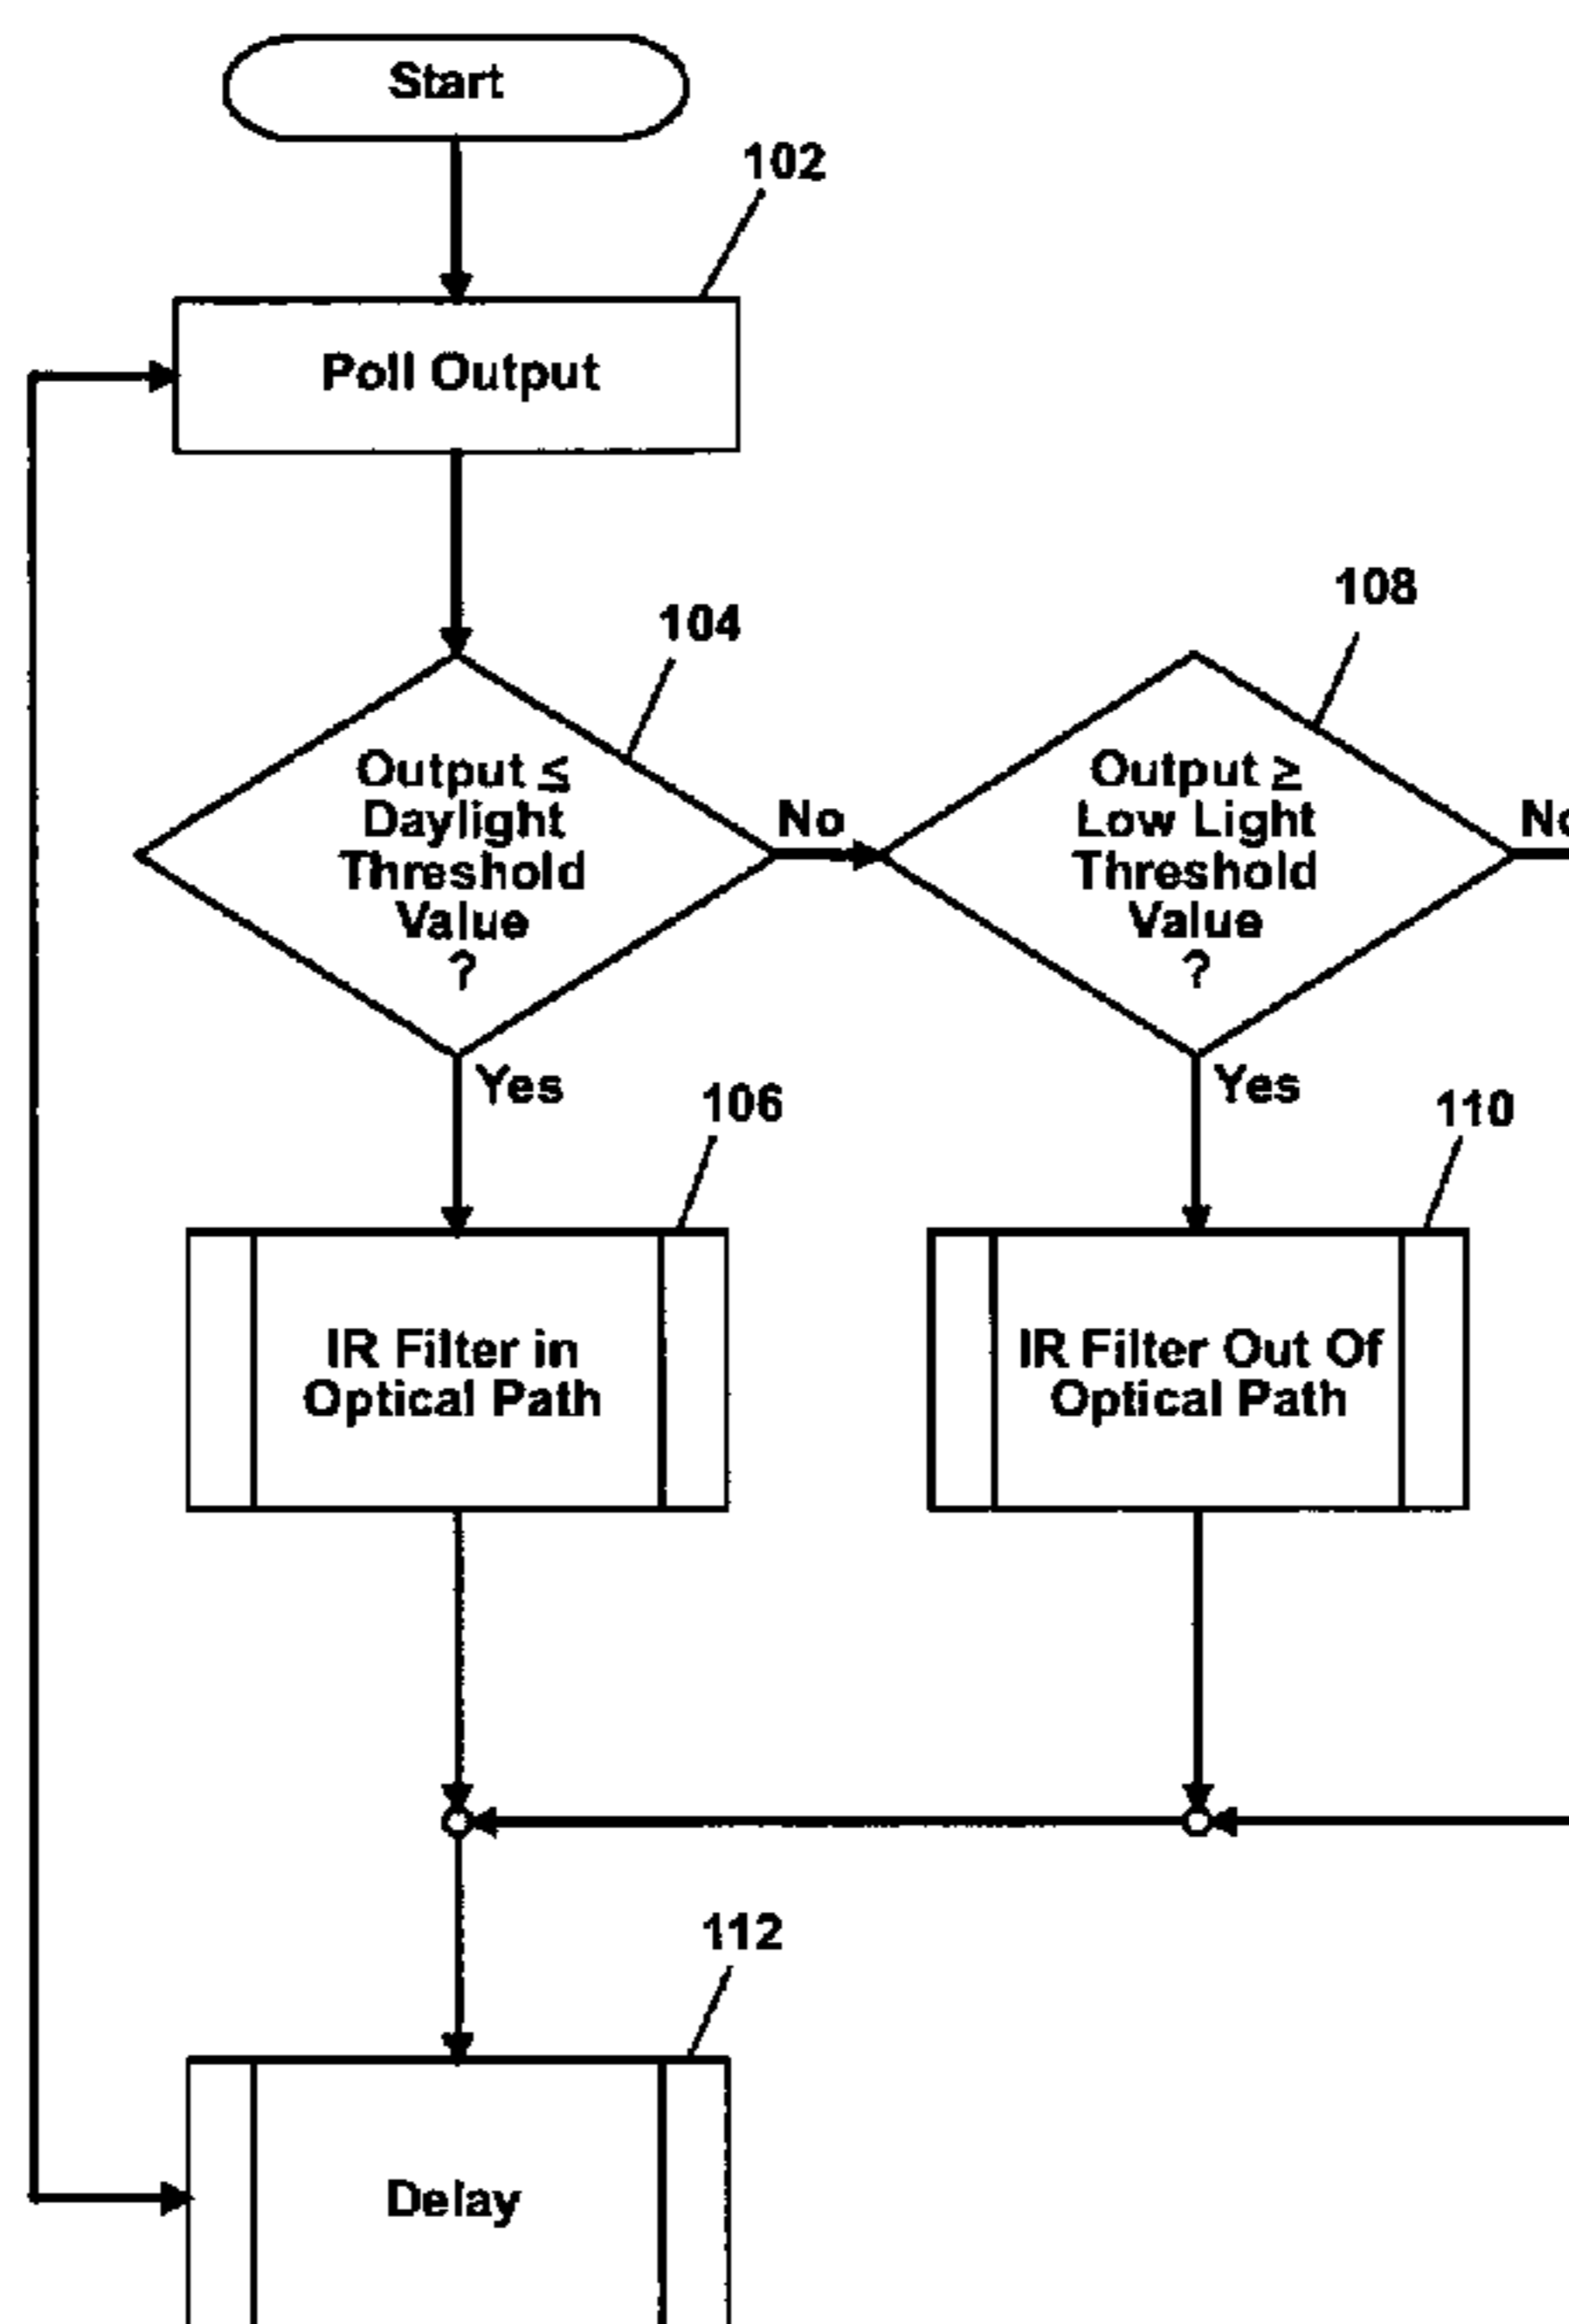 Start
102
Poll Output
104
108
Output ≤
Daylight
Threshold
Value
?
No
Output ≥
Low Light
Threshold
Value
?
Yes
Yes
106
110
IR Filter in
Optical Path
IR Filter Out Of
Optical Path
112
Delay